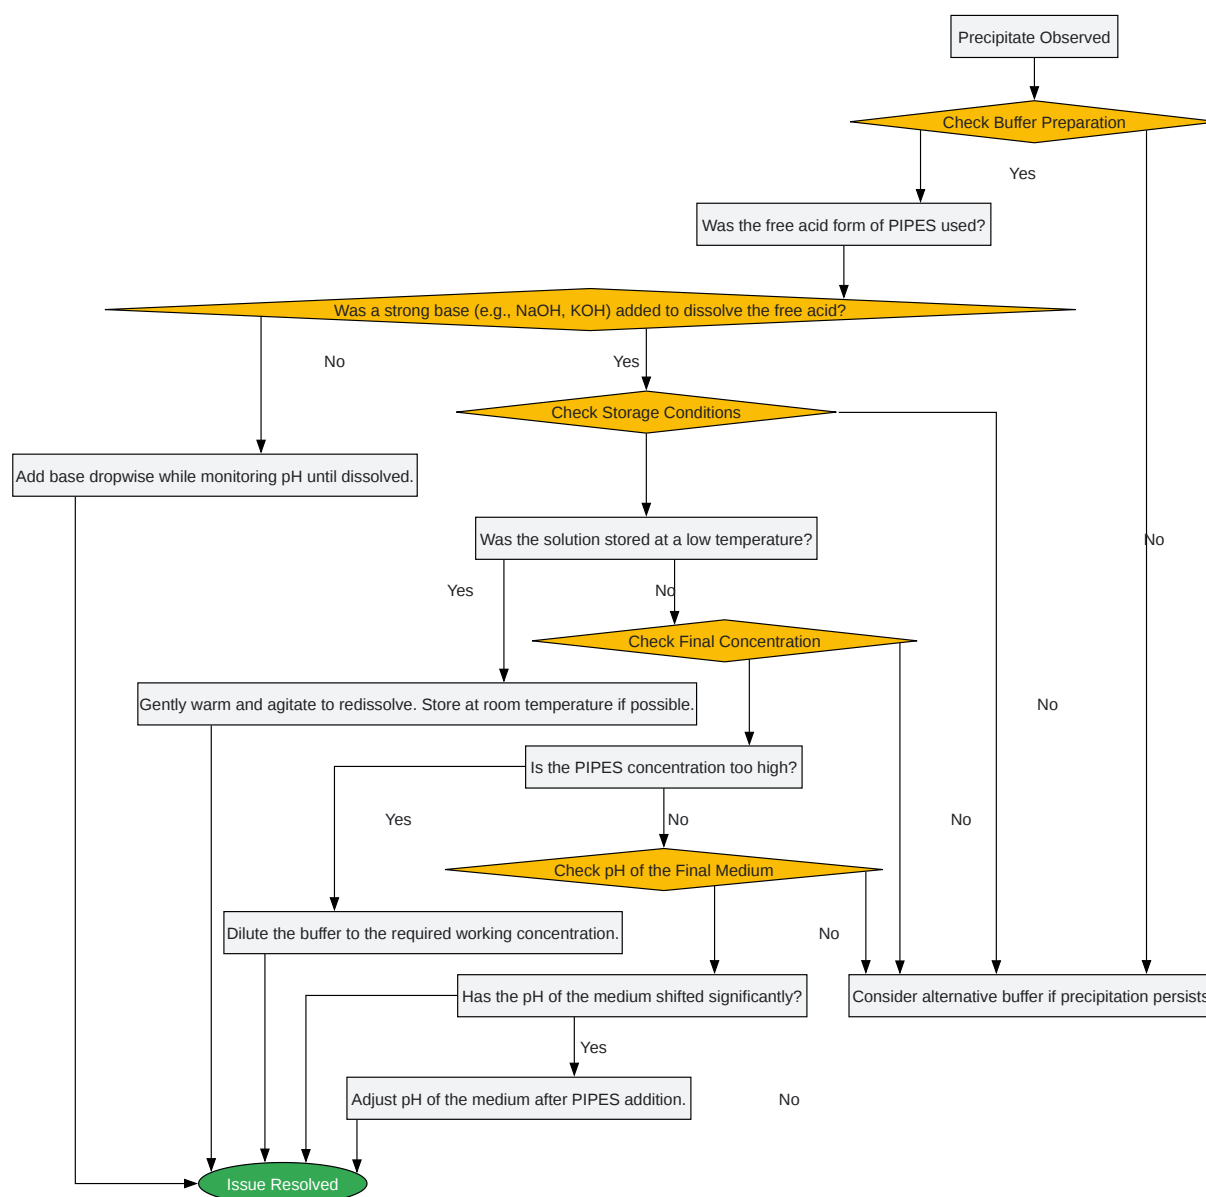 Precipitate Observed
Check Buffer Preparation
Yes
Was the free acid form of PIPES used?
Was a strong base (e.g., NaOH, KOH) added to dissolve the free acid?
No
Yes
Check Storage Conditions
Add base dropwise while monitoring pH until dissolved.
Was the solution stored at a low temperature?
No
Yes
No
Check Final Concentration
Gently warm and agitate to redissolve. Store at room temperature if possible.
No
Is the PIPES concentration too high?
Yes
No
No
Check pH of the Final Medium
Dilute the buffer to the required working concentration.
No
Has the pH of the medium shifted significantly?
Consider alternative buffer if precipitation persists
Yes
Adjust pH of the medium after PIPES addition.
No
Issue Resolved